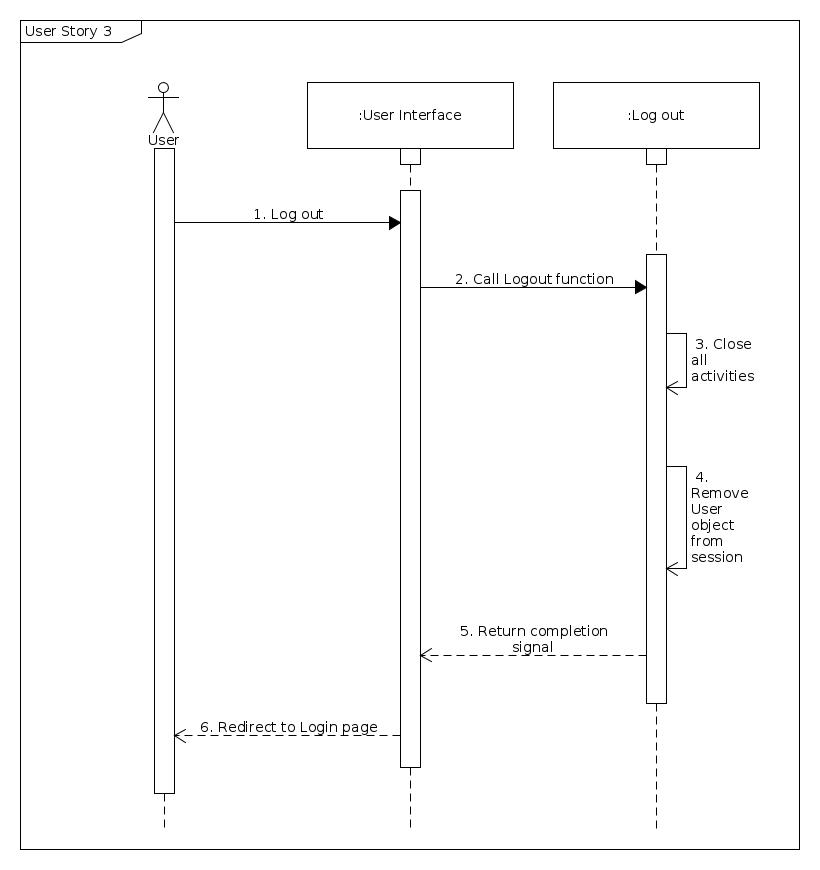 User Story 3
User
:User Interface
:Log out
1. Log out
2. Call Logout function
3. Close
all
activities
4.
Remove
User
object
from
session
5. Return completion
signal
6. Redirect to Login page